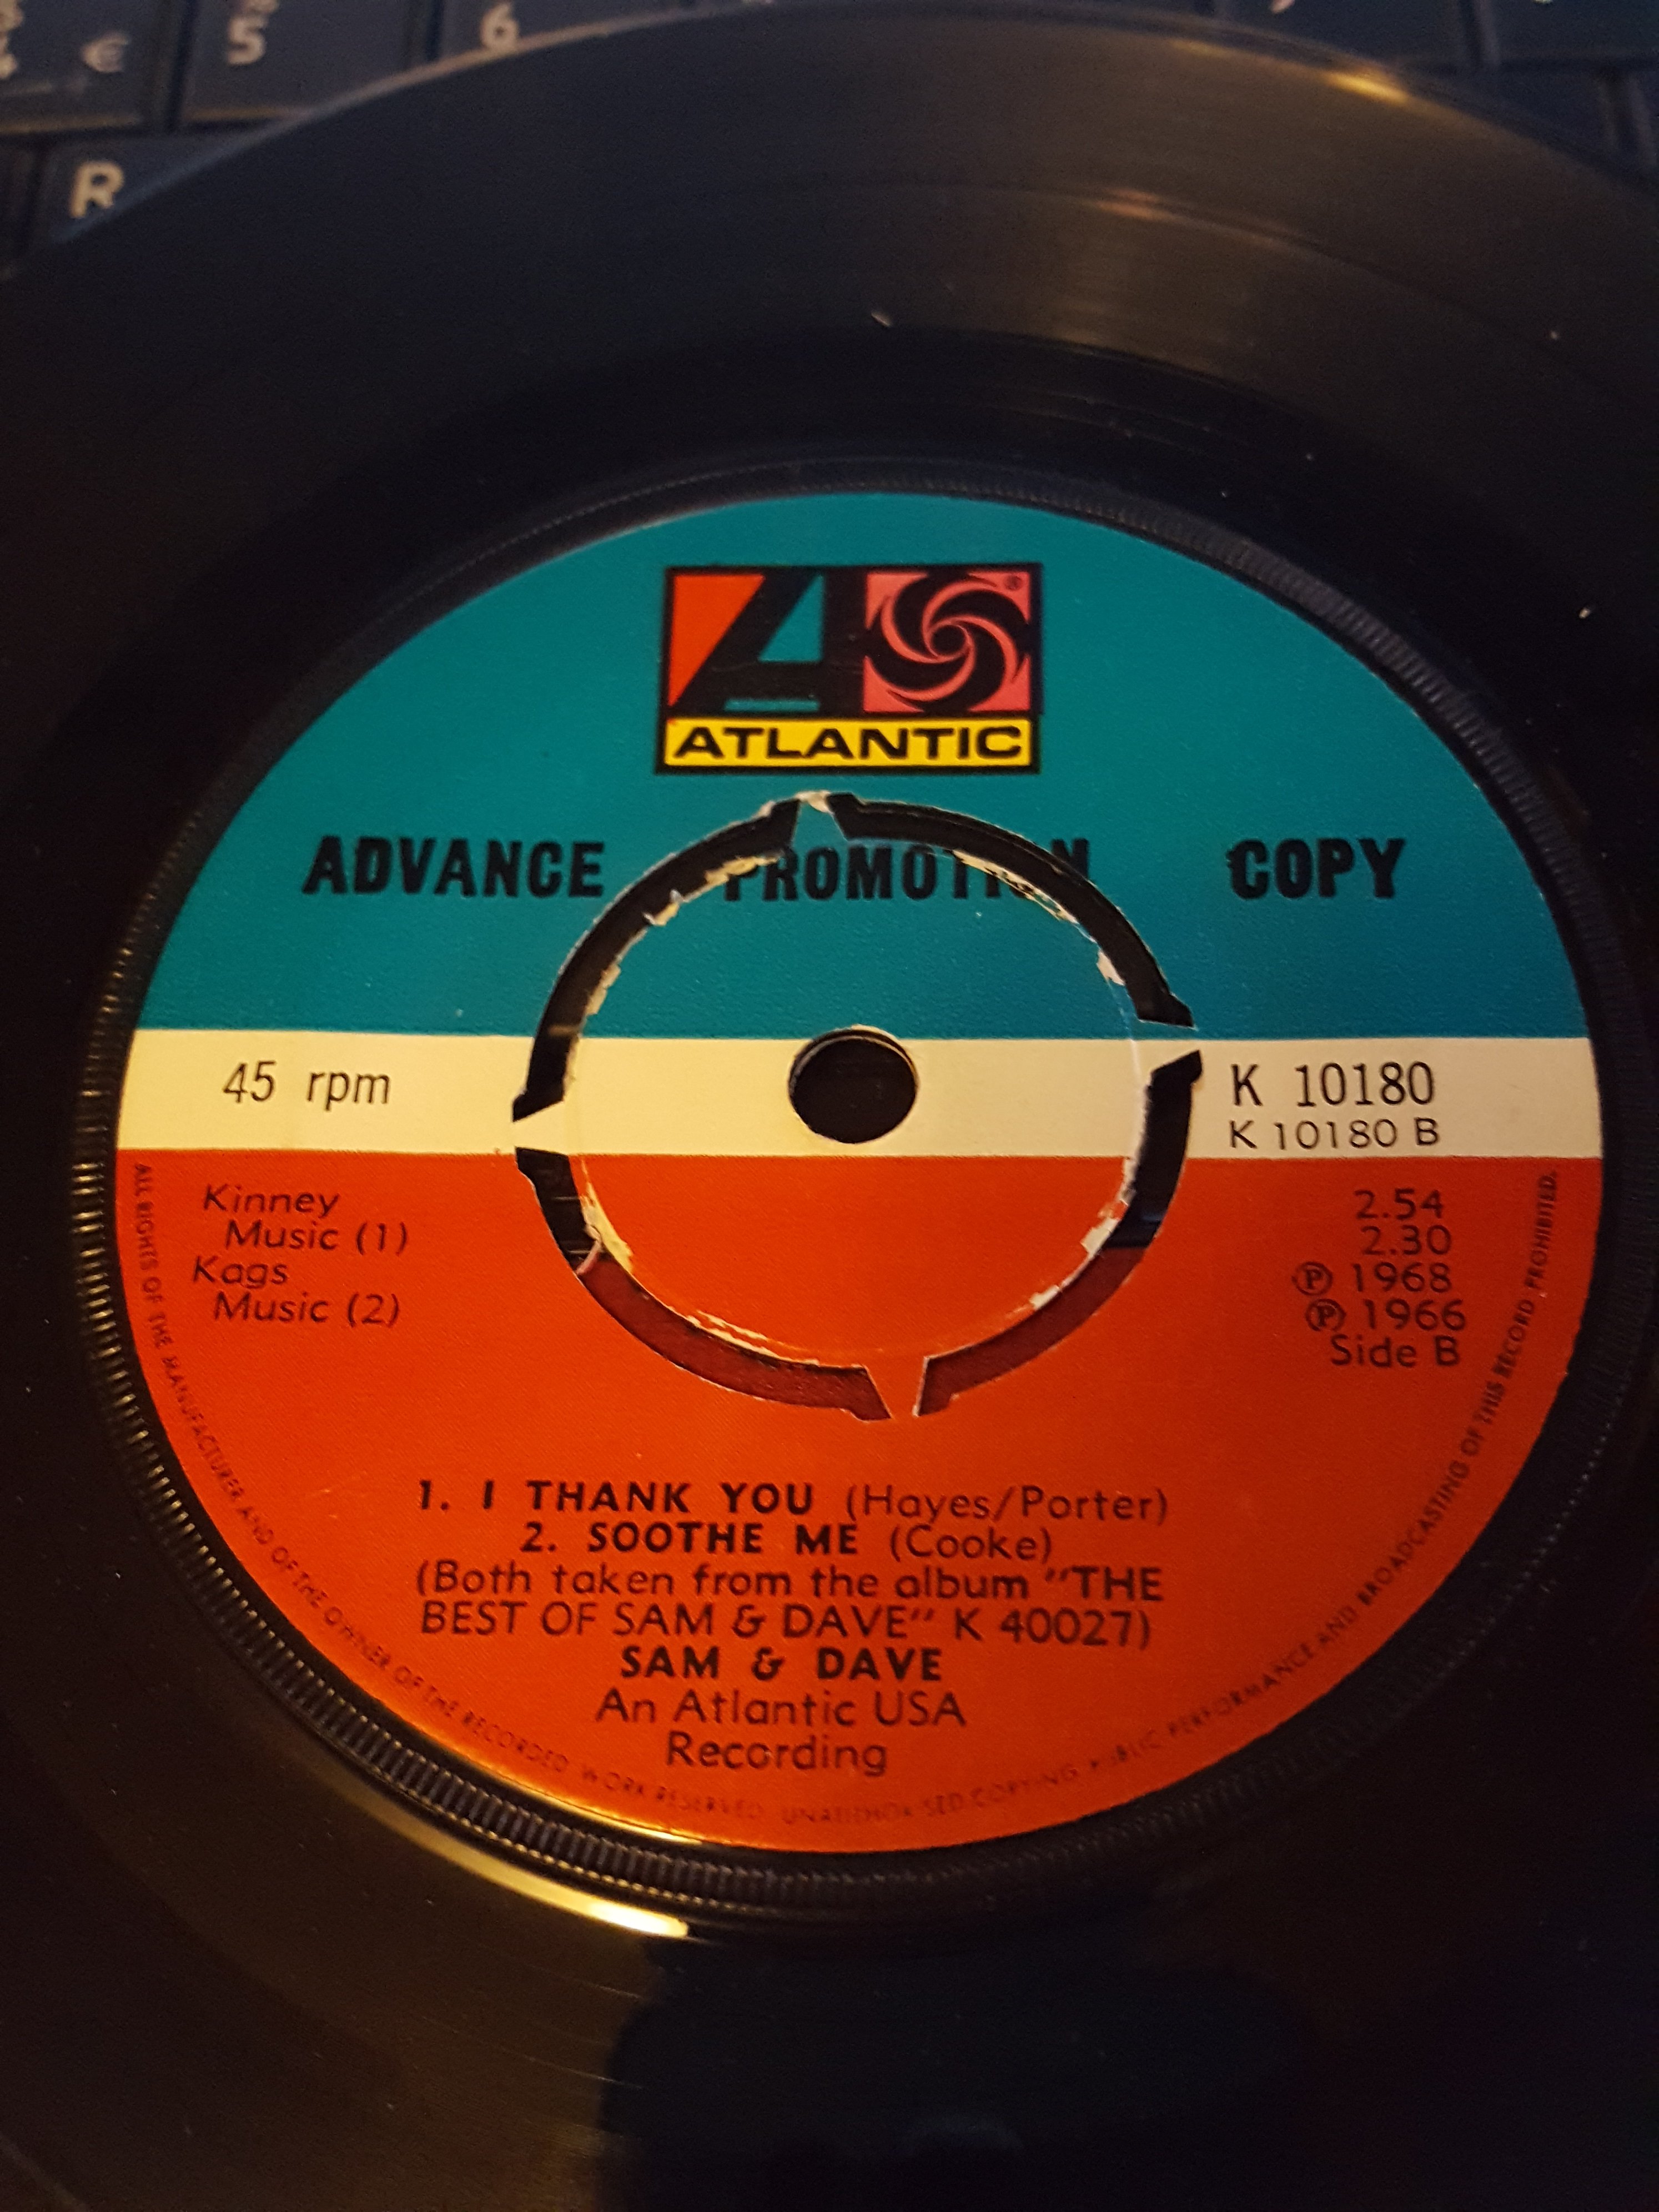 € 5 6
R
ATLANTIC
ADVANCE PROMOTION COPY
45 rpm
K 10180
K 10180 B
Kinney
Music (1)
Kags
Music (2)
2.54
2.30
℗ 1968
℗ 1966
Side B
1. I THANK YOU (Hayes/Porter)
2. SOOTHE ME (Cooke)
(Both taken from the album "THE
BEST OF SAM & DAVE" K 40027)
SAM & DAVE
An Atlantic USA
Recording
ALL RIGHTS OF THE MANUFACTURER AND OF THE OWNER OF THE RECORDED WORK RESERVED. UNAUTHORISED COPYING PUBLIC PERFORMANCE AND BROADCASTING OF THIS RECORD PROHIBITED.